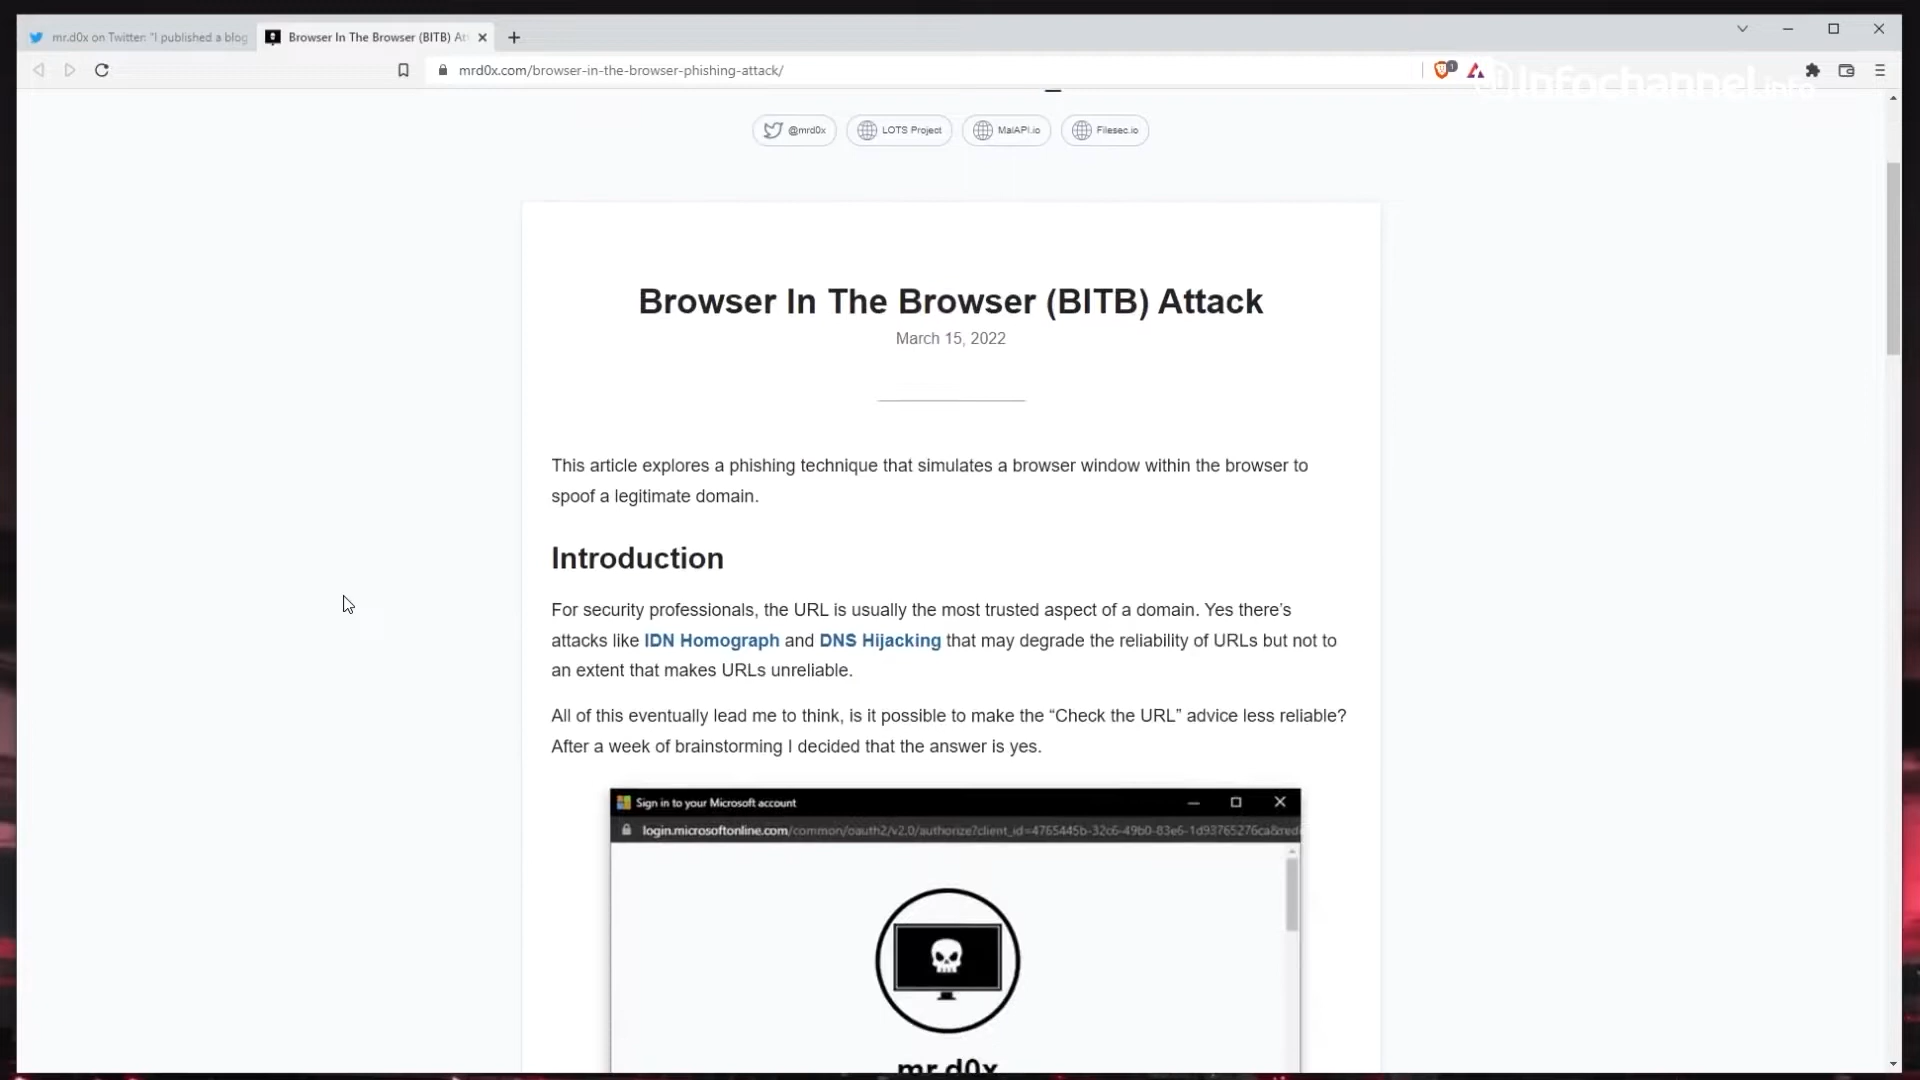 mr.d0x on Twitter: "I published a blog
Browser In The Browser (BITB) At
mrd0x.com/browser-in-the-browser-phishing-attack/
1
infochannel.info
@mrd0x
LOTS Project
MalAPI.io
Filesec.io
Browser In The Browser (BITB) Attack
March 15, 2022
This article explores a phishing technique that simulates a browser window within the browser to
spoof a legitimate domain.
Introduction
For security professionals, the URL is usually the most trusted aspect of a domain. Yes there’s
attacks like IDN Homograph and DNS Hijacking that may degrade the reliability of URLs but not to
an extent that makes URLs unreliable.
All of this eventually lead me to think, is it possible to make the “Check the URL” advice less reliable?
After a week of brainstorming I decided that the answer is yes.
Sign in to your Microsoft account
login.microsoftonline.com/common/oauth2/v2.0/authorize?client_id=4765445b-32c6-49b0-83e6-1d93765276ca&redi
mr.d0x